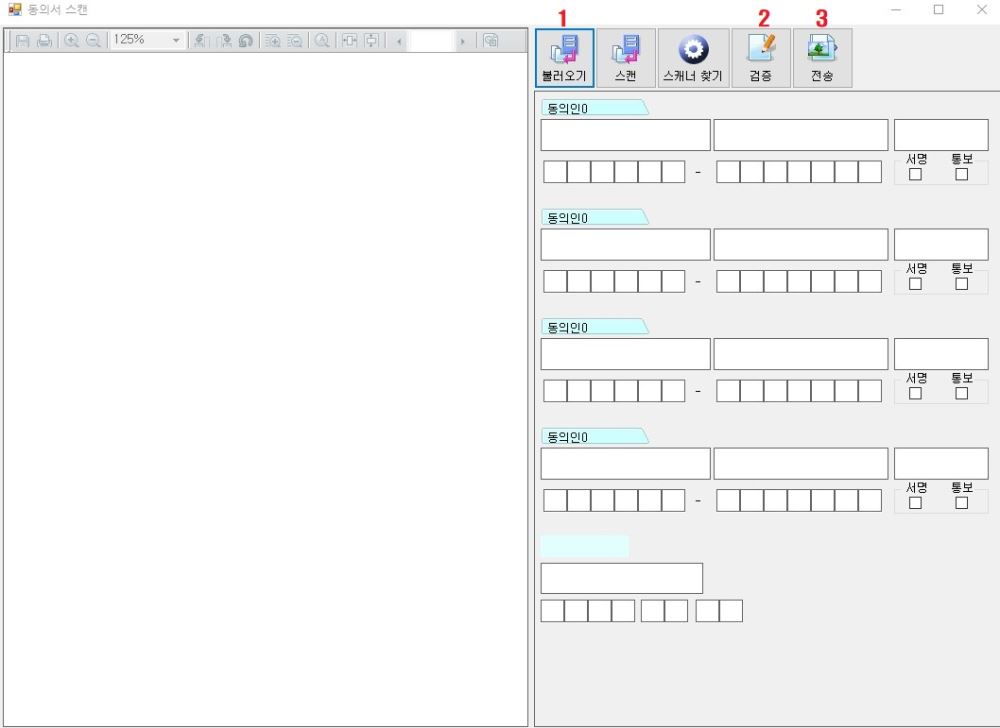 동의서 스캔
125%
1 2 3
불러오기 스캔 스캐너 찾기 검증 전송
동의인0
서명 통보
-
동의인0
서명 통보
-
동의인0
서명 통보
-
동의인0
서명 통보
-